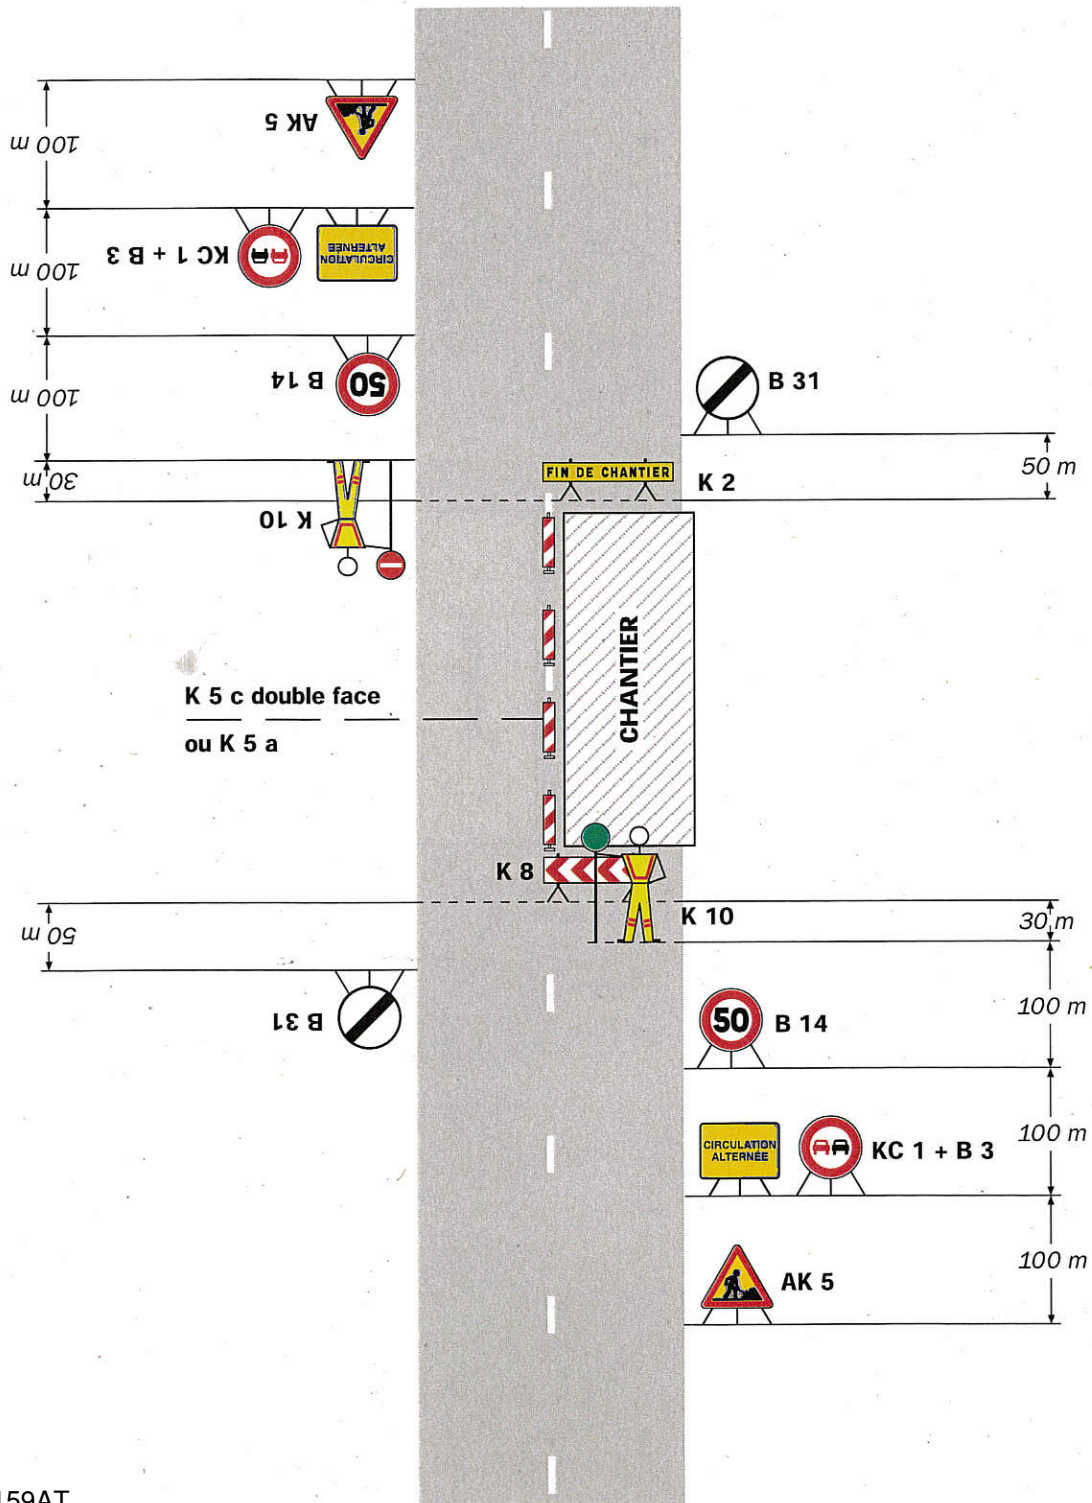 AK 5
100 m
CIRCULATION
ALTERNÉE
KC 1 + B 3
100 m
50
B 14
100 m
B 31
FIN DE CHANTIER
K 2
50 m
30 m
K 10
CHANTIER
K 5 c double face
ou K 5 a
K 8
K 10
30 m
50 m
B 31
50
B 14
100 m
CIRCULATION
ALTERNÉE
KC 1 + B 3
100 m
AK 5
100 m
159AT